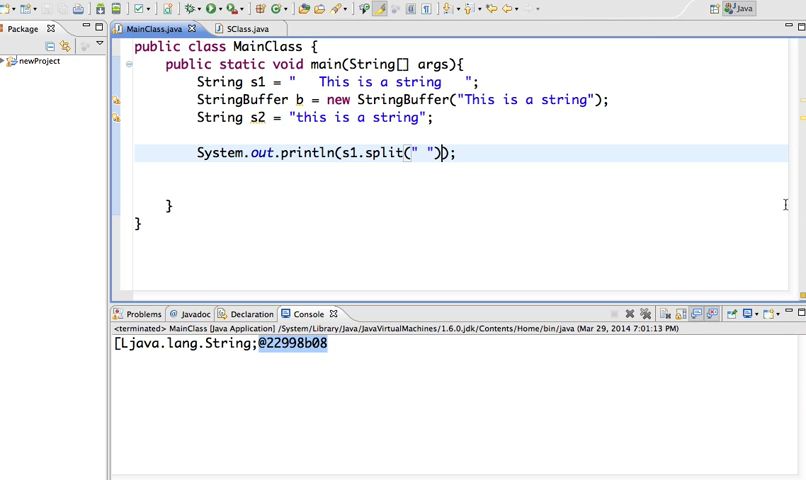 Java
Package
MainClass.java
SClass.java
newProject
public class MainClass {
public static void main(String[] args){
String s1 = "   This is a string   ";
StringBuffer b = new StringBuffer("This is a string");
String s2 = "this is a string";
System.out.println(s1.split(" "));
}
}
Problems
Javadoc
Declaration
Console
<terminated> MainClass [Java Application] /System/Library/Java/JavaVirtualMachines/1.6.0.jdk/Contents/Home/bin/java (Mar 29, 2014 7:01:13 PM)
[Ljava.lang.String;@22998b08